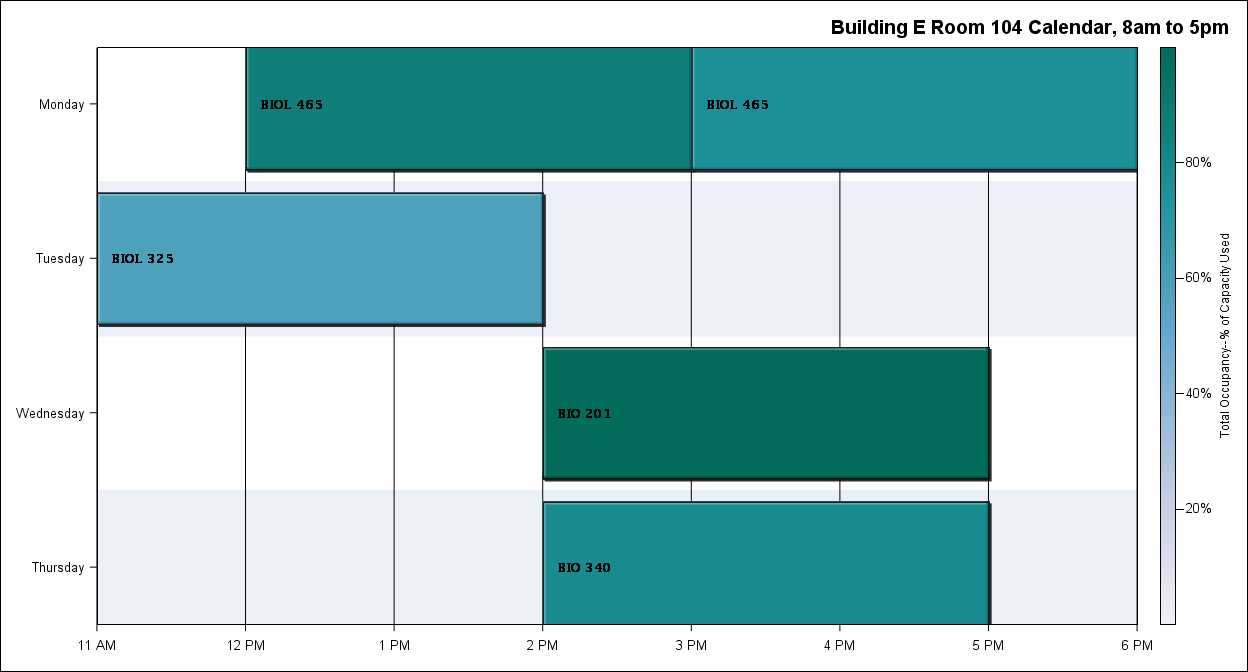 Building E Room 104 Calendar, 8am to 5pm
Monday
BIOL 465
BIOL 465
Tuesday
BIOL 325
Wednesday
BIO 201
Thursday
BIO 340
11 AM
12 PM
1 PM
2 PM
3 PM
4 PM
5 PM
6 PM
80%
60%
40%
20%
Total Occupancy--% of Capacity Used